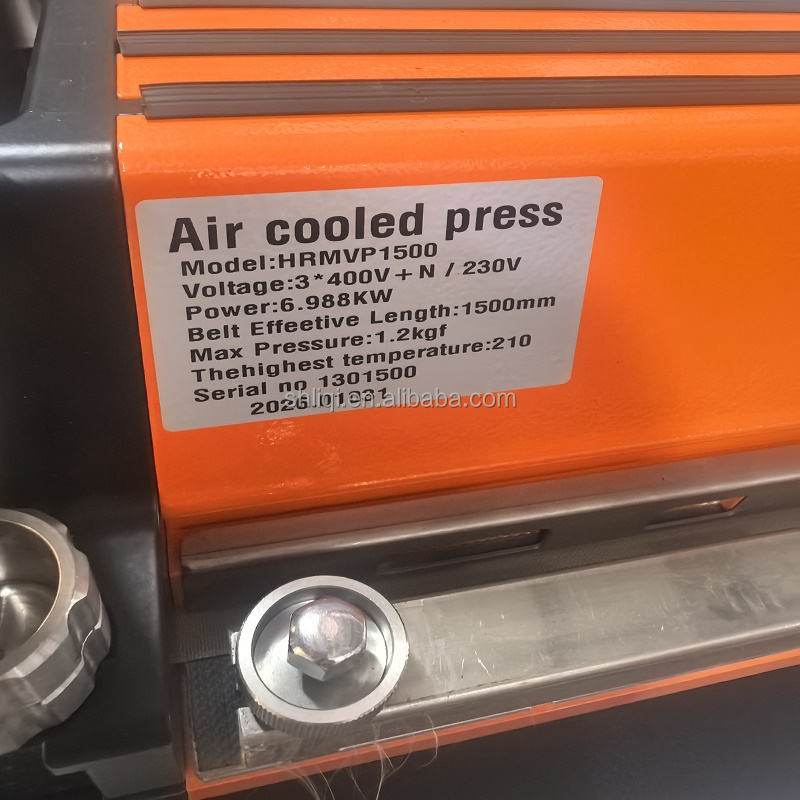 Air cooled press
Model:HRMVP1500
Voltage:3*400V+N / 230V
Power:6.988KW
Belt Effeetive Length:1500mm
Max Pressure:1.2kgf
Thehighest temperature:210
Serial no 1301500
shliqi.en.alibaba.com